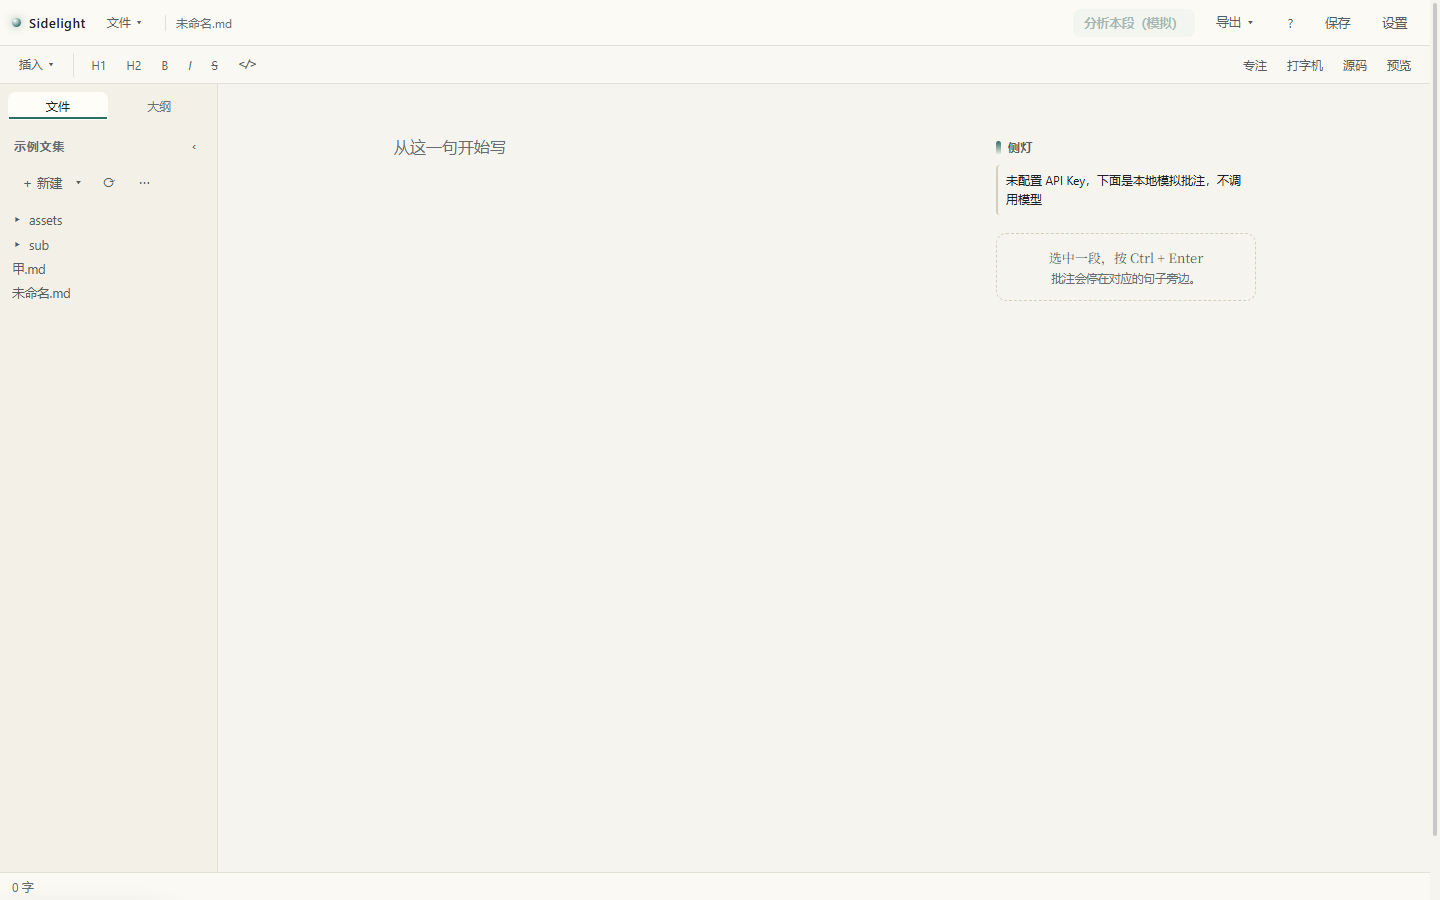 Sidelight 文件 未命名.md 分析本段（模拟） 导出 ? 保存 设置
插入 H1 H2 B I S </> 专注 打字机 源码 预览
文件 大纲
示例文集
+ 新建 ...
assets
sub
甲.md
未命名.md
从这一句开始写
侧灯
未配置 API Key，下面是本地模拟批注，不调
用模型
选中一段，按 Ctrl + Enter
批注会停在对应的句子旁边。
0 字